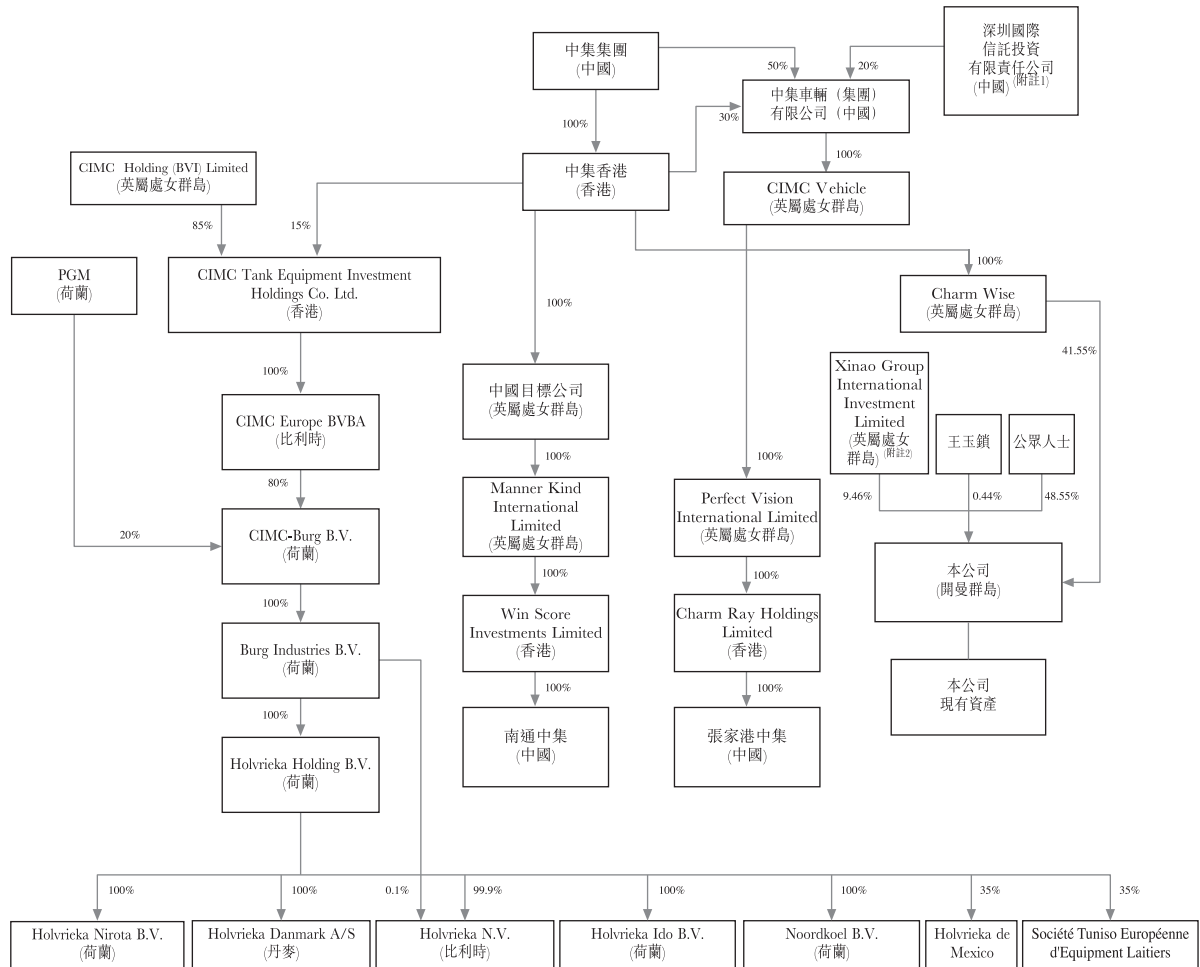 中集集團
(中國)
深圳國際
信託投資
有限責任公司
(中國)(附註1)
50%
20%
中集車輛（集團）
有限公司（中國）
30%
100%
100%
CIMC Holding (BVI) Limited
(英屬處女群島)
中集香港
(香港)
CIMC Vehicle
(英屬處女群島)
85%
15%
PGM
(荷蘭)
CIMC Tank Equipment Investment
Holdings Co. Ltd.
(香港)
100%
100%
Charm Wise
(英屬處女群島)
41.55%
100%
中國目標公司
(英屬處女群島)
Xinao Group
International
Investment
Limited
(英屬處女
群島)(附註2)
王玉鎖
公眾人士
CIMC Europe BVBA
(比利時)
100%
100%
80%
Manner Kind
International
Limited
(英屬處女群島)
Perfect Vision
International Limited
(英屬處女群島)
9.46%
0.44%
48.55%
20%
CIMC-Burg B.V.
(荷蘭)
本公司
(開曼群島)
100%
100%
100%
Win Score
Investments Limited
(香港)
Charm Ray Holdings
Limited
(香港)
Burg Industries B.V.
(荷蘭)
100%
100%
100%
本公司
現有資產
南通中集
(中國)
張家港中集
(中國)
Holvrieka Holding B.V.
(荷蘭)
100%
100%
0.1%
99.9%
100%
100%
35%
35%
Holvrieka Nirota B.V.
(荷蘭)
Holvrieka Danmark A/S
(丹麥)
Holvrieka N.V.
(比利時)
Holvrieka Ido B.V.
(荷蘭)
Noordkoel B.V.
(荷蘭)
Holvrieka de
Mexico
Société Tuniso Européenne
d'Equipment Laitiers